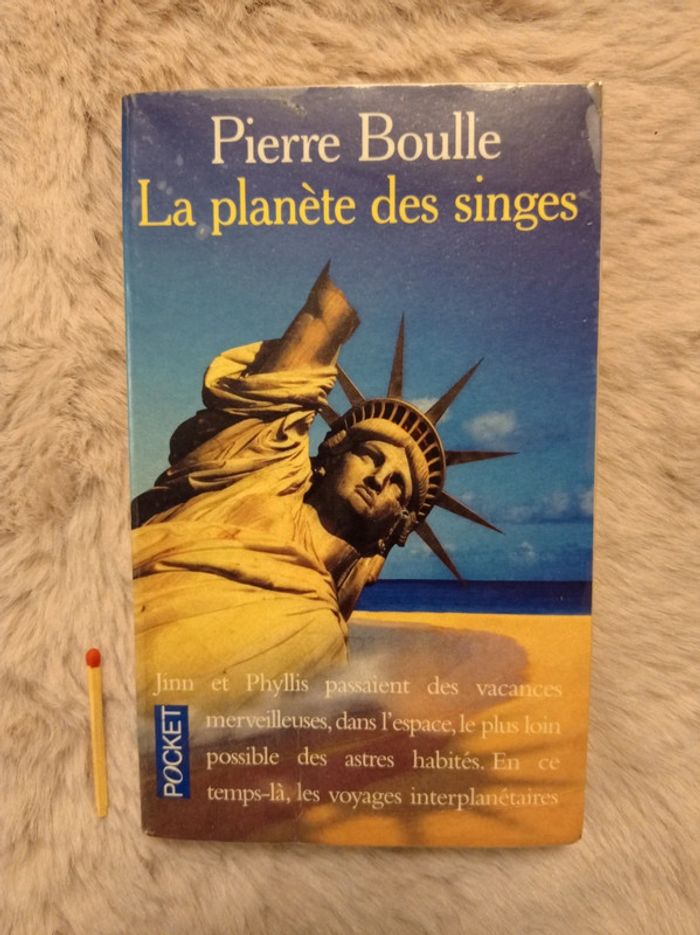 Pierre Boulle
La planète des singes
Jinn et Phyllis passaient des vacances
merveilleuses, dans l'espace, le plus loin
possible des astres habités. En ce
temps-là, les voyages interplanétaires
POCKET